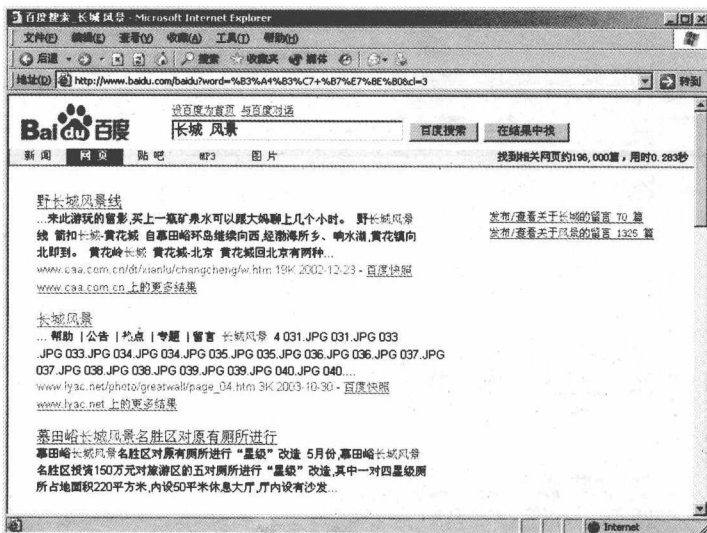 百度搜索_长城 风景 - Microsoft Internet Explorer
文件(F) 编辑(E) 查看(V) 收藏(A) 工具(T) 帮助(H)
后退 搜索 收藏夹 媒体
地址(D) http://www.baidu.com/baidu?word=%B3%A4%B3%C7+%B7%E7%BE%B0&cl=3 转到
设百度为首页 与百度对话
Baidu百度 长城 风景 百度搜索 在结果中找
新闻 网页 贴吧 MP3 图片 找到相关网页约196,000篇,用时0.283秒
野长城风景线
...来此游玩的留影,买上一瓶矿泉水可以跟大妈聊上几个小时。 野长城风景
线 箭扣长城-黄花城 自慕田峪环岛继续向西,经渤海所乡、响水湖,黄花镇向
北即到。 黄花岭长城 黄花城-北京 黄花城回北京有两种...
www.caa.com.cn/dt/xianlu/changcheng/w.htm 19K 2002-12-23 - 百度快照
www.caa.com.cn 上的更多结果
发布/查看关于长城的留言 70 篇
发布/查看关于风景的留言 1325 篇
长城风景
... 帮助 | 公告 | 热点 | 专题 | 留言 长城风景 4 031.JPG 031.JPG 033
.JPG 033.JPG 034.JPG 034.JPG 035.JPG 035.JPG 036.JPG 036.JPG 037.JPG
037.JPG 038.JPG 038.JPG 039.JPG 039.JPG 040.JPG 040....
www.lyac.net/photo/greatwall/page_04.htm 3K 2003-10-30 - 百度快照
www.lyac.net 上的更多结果
慕田峪长城风景名胜区对原有厕所进行
慕田峪长城风景名胜区对原有厕所进行“星级”改造 5月份,慕田峪长城风景
名胜区投资150万元对旅游区的五对厕所进行“星级”改造,其中一对四星级厕
所占地面积220平方米,内设50平米休息大厅,厅内设有沙发...
Internet